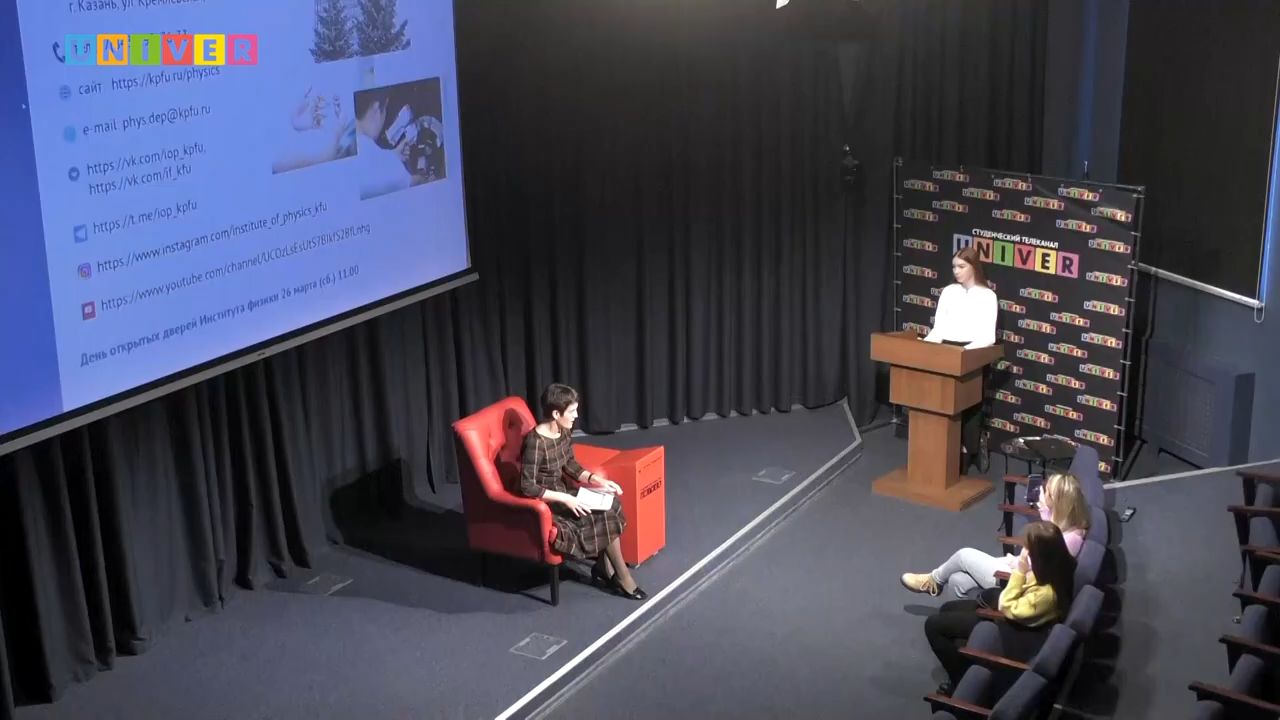 г. Казань, ул. Кремлевская,
UNIVER
сайт https://kpfu.ru/physics
e-mail phys.dep@kpfu.ru
https://vk.com/iop_kpfu,
https://vk.com/if_kfu
https://t.me/iop_kpfu
https://www.instagram.com/institute_of_physics_kfu
https://www.youtube.com/channel/
День открытых дверей Института физики 26 марта (сб.) 11.00
СТУДЕНЧЕСКИЙ ТЕЛЕКАНАЛ
UNIVER